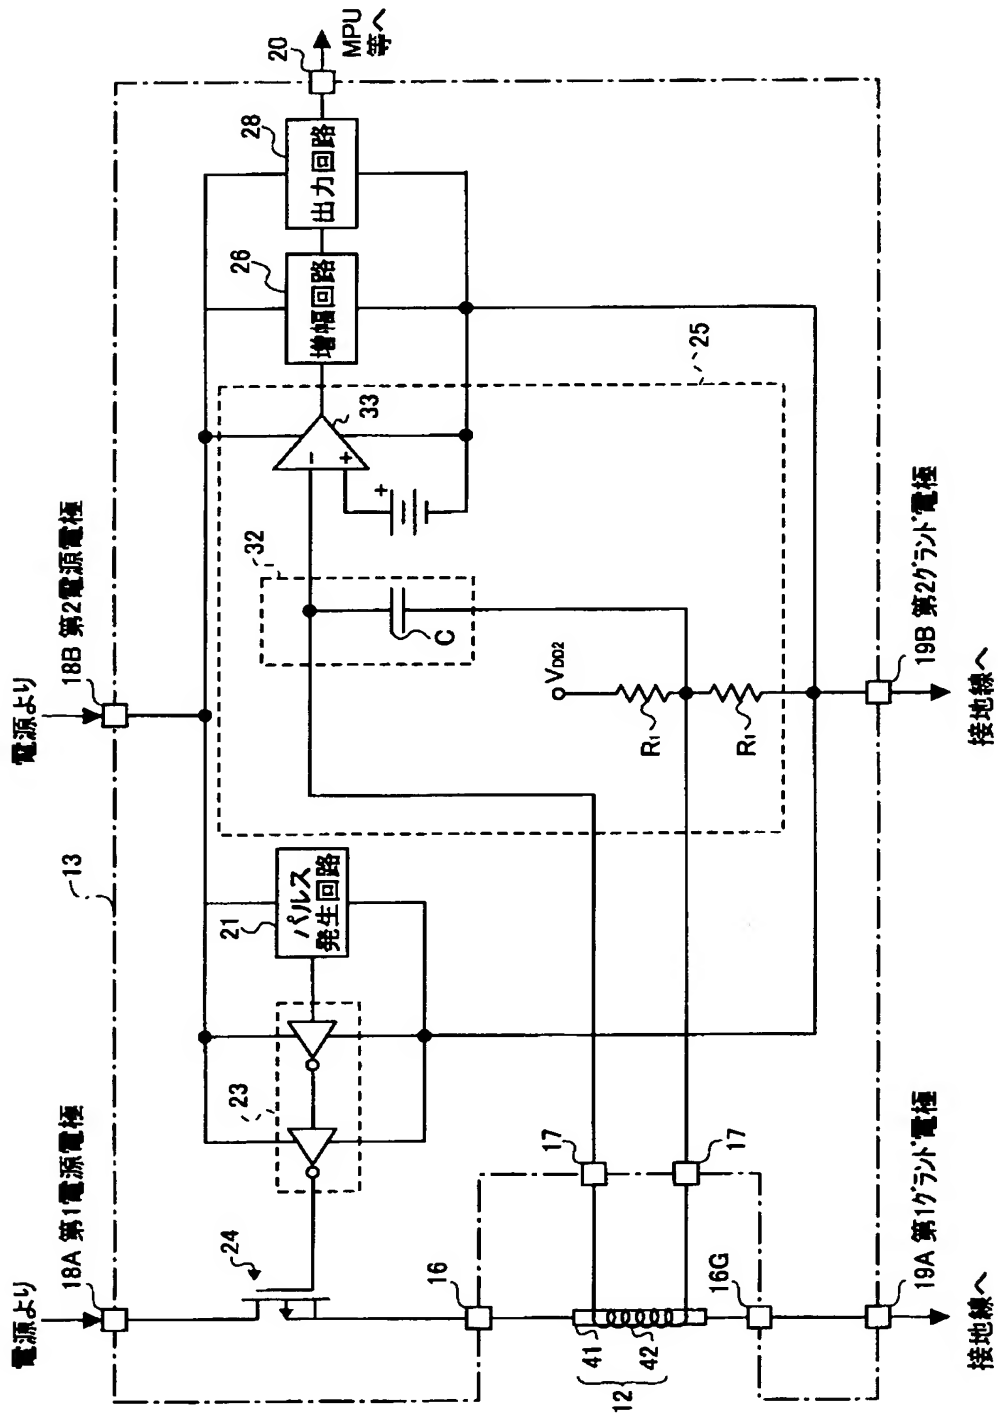 電源より
18A 第1電源電極
24
16
41
42
12
16G
19A 第1グランド電極
接地線へ
13
23
21
パルス
発生回路
17
17
電源より
18B 第2電源電極
32
C
VDD2
R1
R1
19B 第2グランド電極
接地線へ
25
33
－
＋
+
26
増幅回路
28
出力回路
20
MPU
等へ